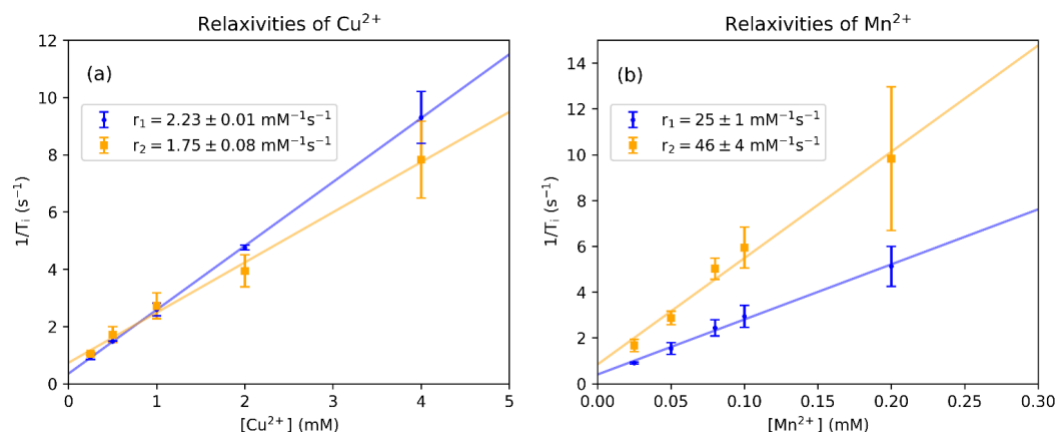 Relaxivities of Cu²⁺
(a)
r₁ = 2.23 ± 0.01 mM⁻¹s⁻¹
r₂ = 1.75 ± 0.08 mM⁻¹s⁻¹
1/Tᵢ (s⁻¹)
12
10
8
6
4
2
0
0 1 2 3 4 5
[Cu²⁺] (mM)
Relaxivities of Mn²⁺
(b)
r₁ = 25 ± 1 mM⁻¹s⁻¹
r₂ = 46 ± 4 mM⁻¹s⁻¹
1/Tᵢ (s⁻¹)
14
12
10
8
6
4
2
0
0.00 0.05 0.10 0.15 0.20 0.25 0.30
[Mn²⁺] (mM)